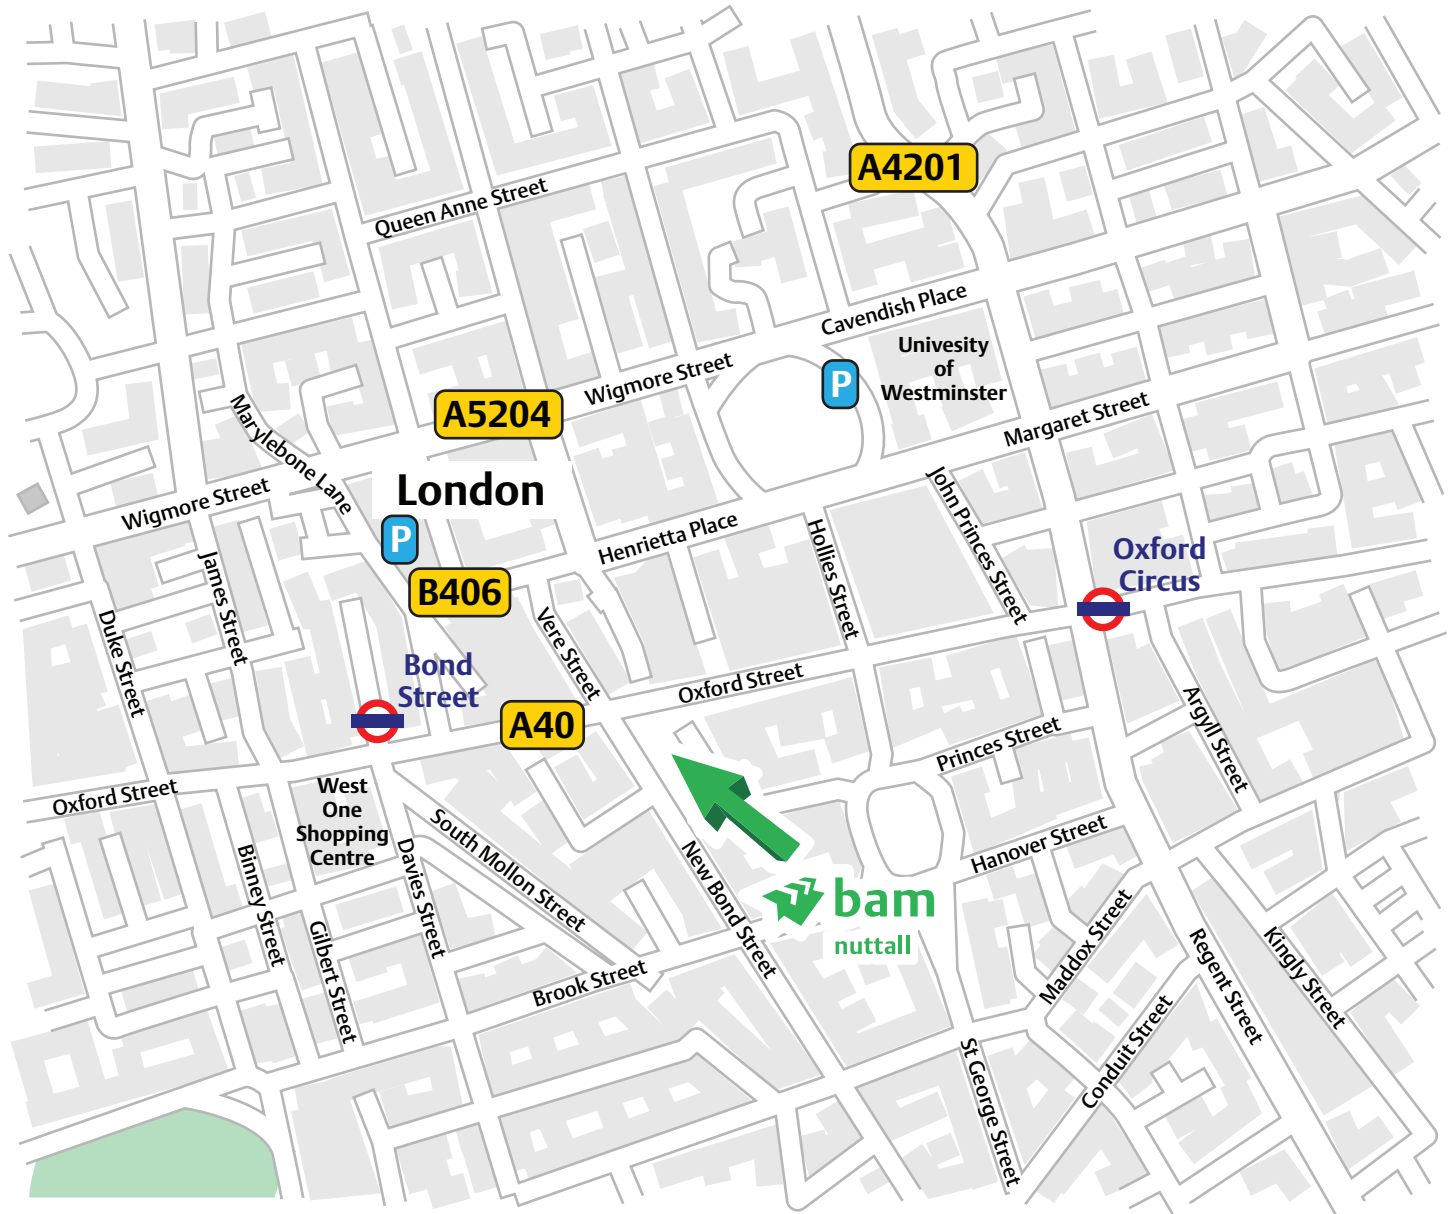 A4201
Queen Anne Street
Cavendish Place
Univesity
of
Westminster
P
Wigmore Street
A5204
Marylebone Lane
Margaret Street
London
Wigmore Street
P
Henrietta Place
Hollies Street
John Princes Street
Oxford
Circus
James Street
B406
Duke Street
Vere Street
Bond
Street
Oxford Street
A40
Argyll Street
Princes Street
Oxford Street
West
One
Shopping
Centre
South Mollon Street
Hanover Street
Binney Street
Davies Street
New Bond Street
bam
nuttall
Gilbert Street
Maddox Street
Regent Street
Kingly Street
Brook Street
Conduit Street
St George Street